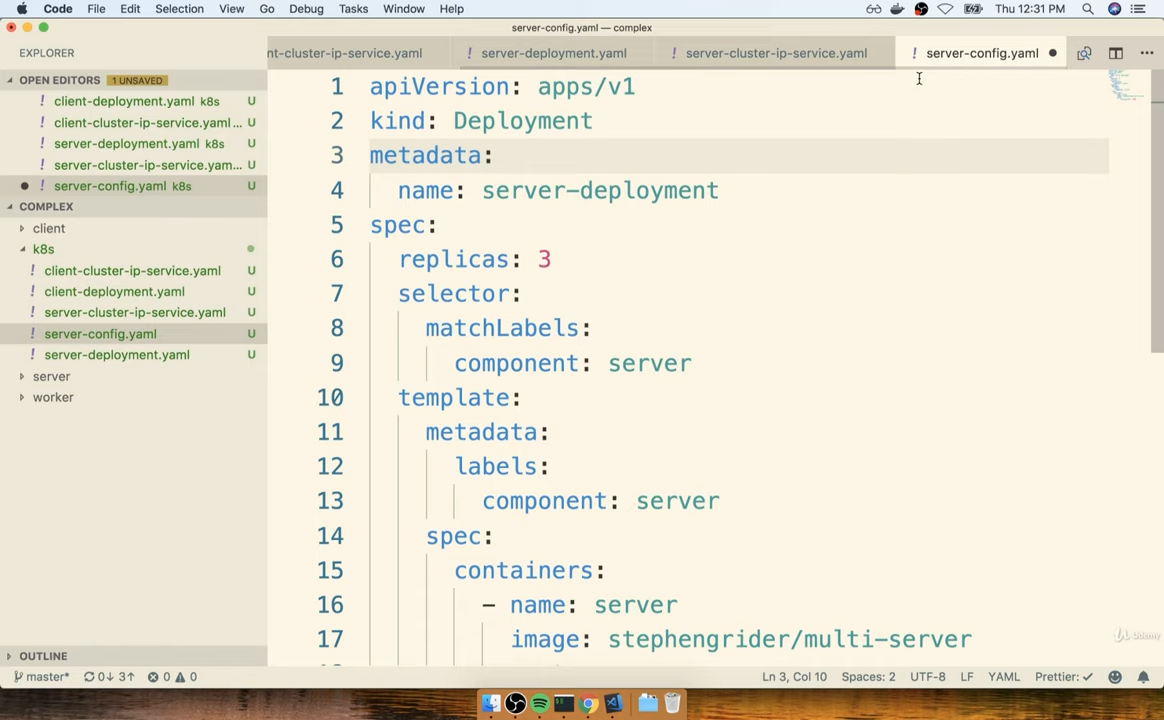 Code File Edit Selection View Go Debug Tasks Window Help Thu 12:31 PM
server-config.yaml — complex
EXPLORER
nt-cluster-ip-service.yaml server-deployment.yaml server-cluster-ip-service.yaml server-config.yaml
OPEN EDITORS 1 UNSAVED
client-deployment.yaml k8s U
client-cluster-ip-service.yaml... U
server-deployment.yaml k8s U
server-cluster-ip-service.yam... U
server-config.yaml k8s U
COMPLEX
client
k8s
client-cluster-ip-service.yaml U
client-deployment.yaml U
server-cluster-ip-service.yaml U
server-config.yaml U
server-deployment.yaml U
server
worker
OUTLINE
1 apiVersion: apps/v1
2 kind: Deployment
3 metadata:
4 name: server-deployment
5 spec:
6 replicas: 3
7 selector:
8 matchLabels:
9 component: server
10 template:
11 metadata:
12 labels:
13 component: server
14 spec:
15 containers:
16 - name: server
17 image: stephengrider/multi-server
Udemy
master* 0↓ 3↑ 0 0 Ln 3, Col 10 Spaces: 2 UTF-8 LF YAML Prettier: ✓